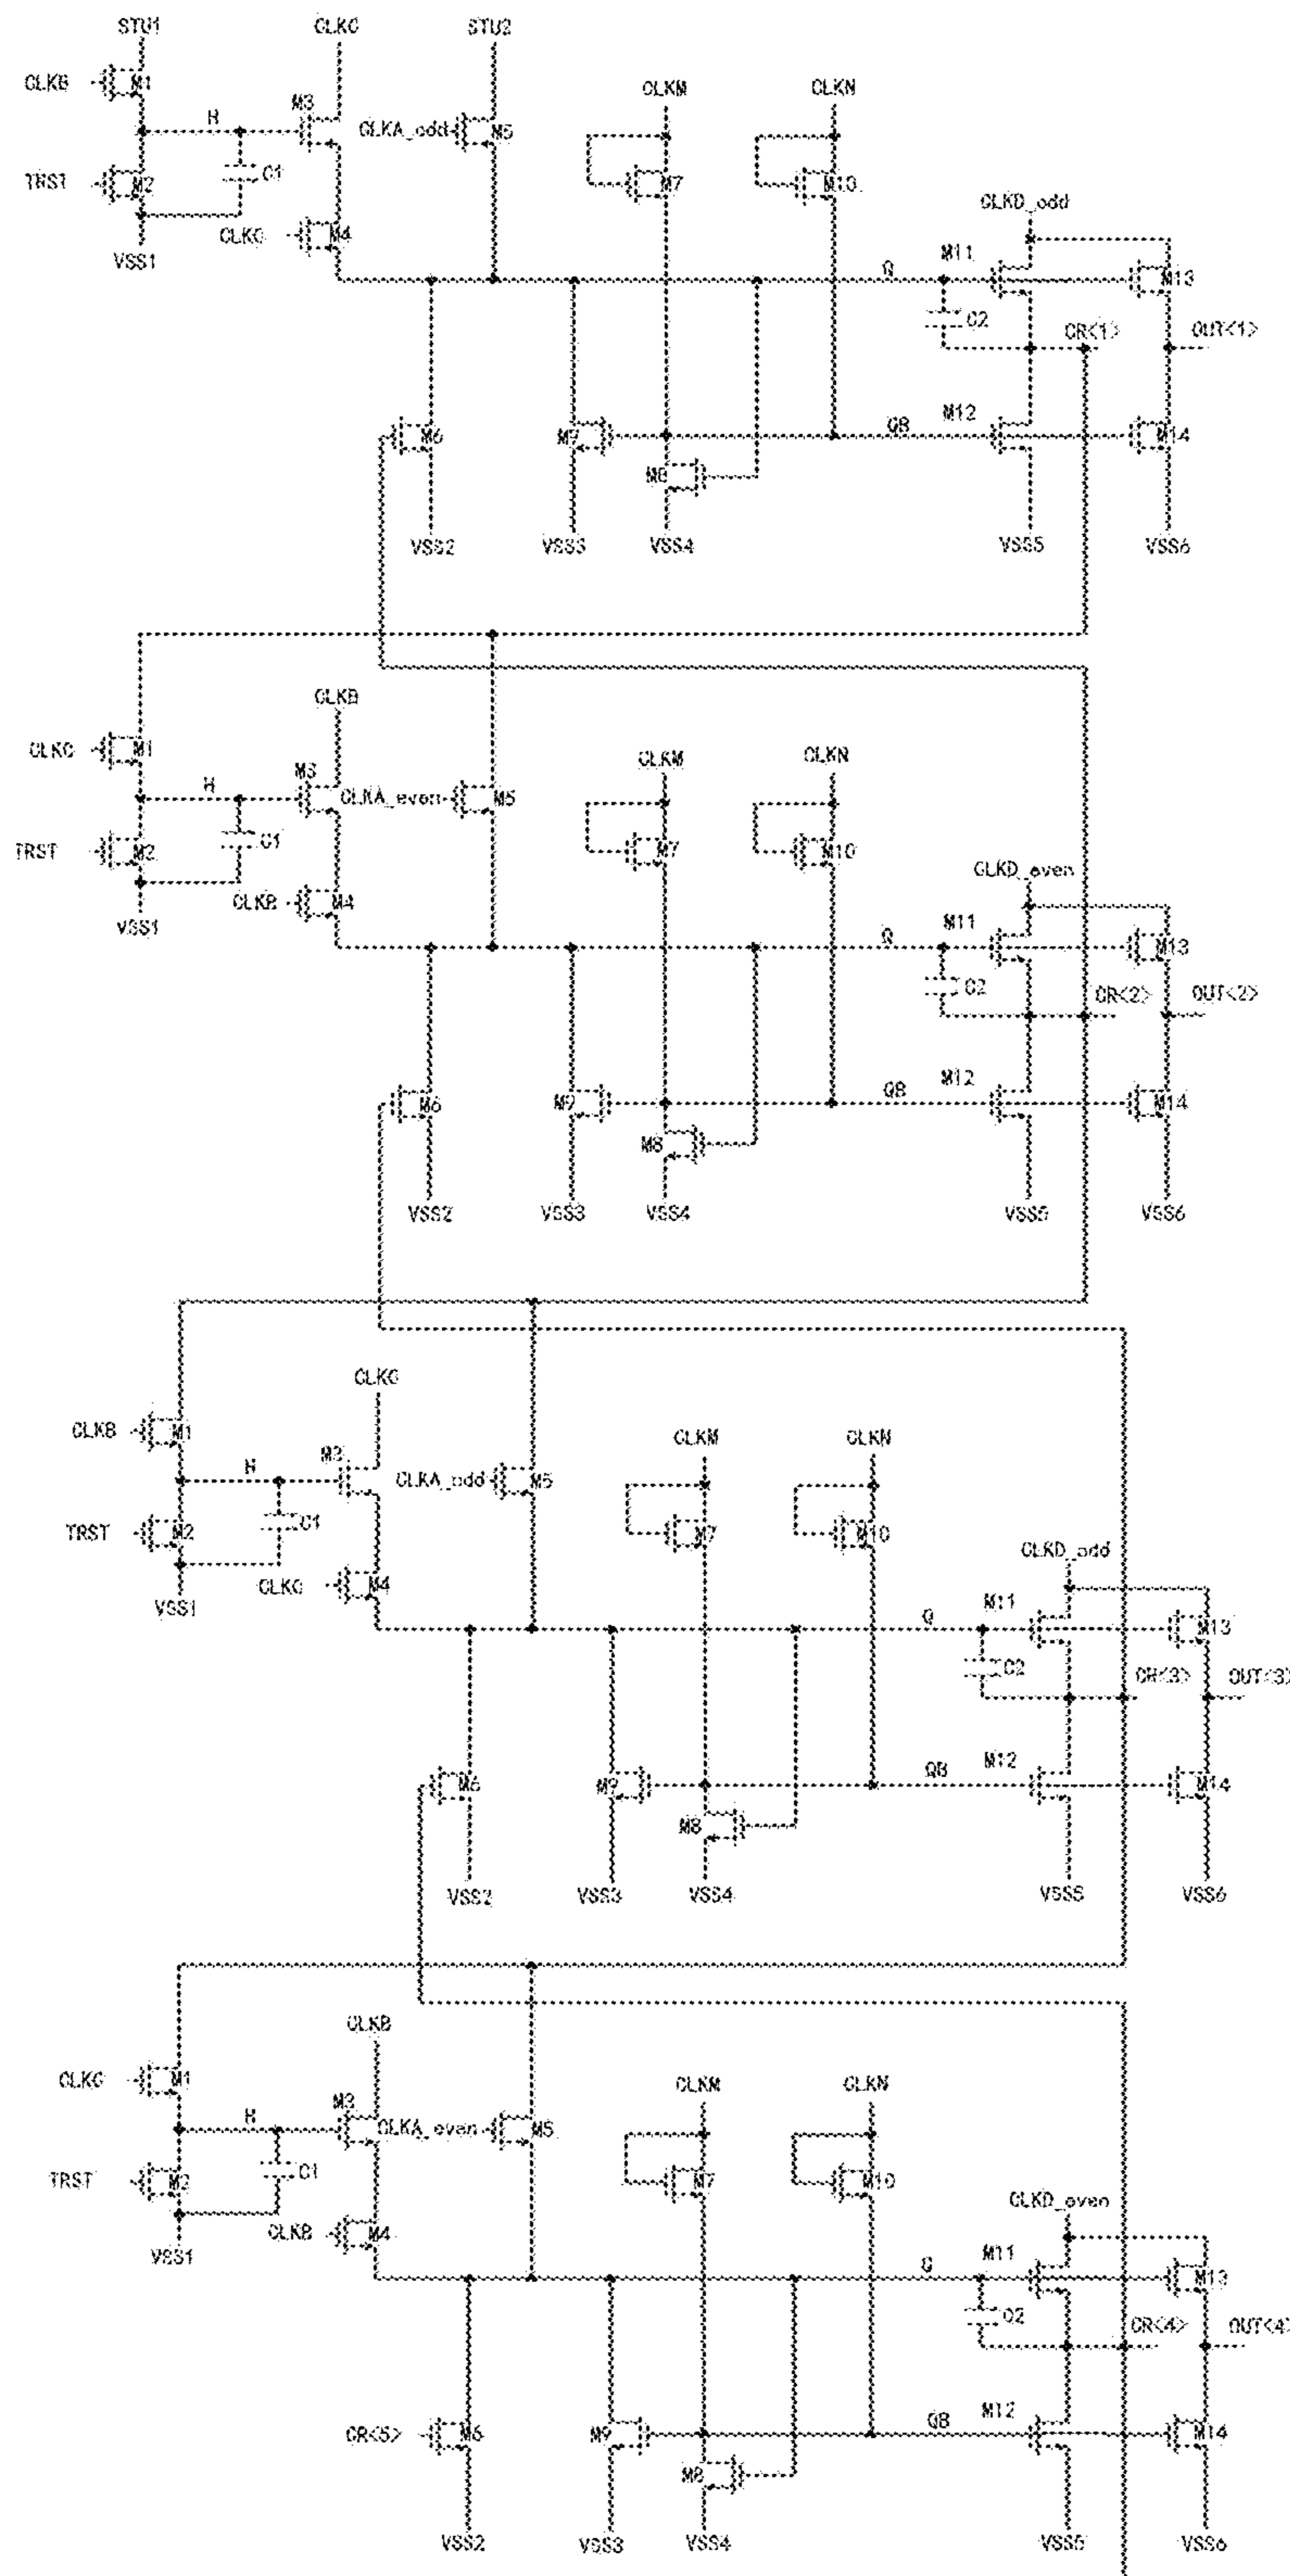 STU1 CLKC STU2
CLKB M1 CLKM CLKN
H M3 CLKA_odd M5
TRST M2 C1 M7 M10
CLKC M4 CLKD_odd
VSS1 M11
Q M13
C2 CR<1> OUT<1>
M6 M9 QB M12 M14
M8
VSS2 VSS3 VSS4 VSS5 VSS6
CLKB
CLKC M1 CLKM CLKN
H M3 CLKA_even M5
TRST M2 C1 M7 M10
CLKB M4 CLKD_even
VSS1 M11
Q M13
C2 CR<2> OUT<2>
M6 M9 QB M12 M14
M8
VSS2 VSS3 VSS4 VSS5 VSS6
CLKC
CLKB M1 CLKM CLKN
H M3 CLKA_odd M5
TRST M2 C1 M7 M10
CLKC M4 CLKD_odd
VSS1 M11
Q M13
C2 CR<3> OUT<3>
M6 M9 QB M12 M14
M8
VSS2 VSS3 VSS4 VSS5 VSS6
CLKB
CLKC M1 CLKM CLKN
H M3 CLKA_even M5
TRST M2 C1 M7 M10
CLKB M4 CLKD_even
VSS1 M11
Q M13
C2 CR<4> OUT<4>
CR<5> M6 M9 QB M12 M14
M8
VSS2 VSS3 VSS4 VSS5 VSS6